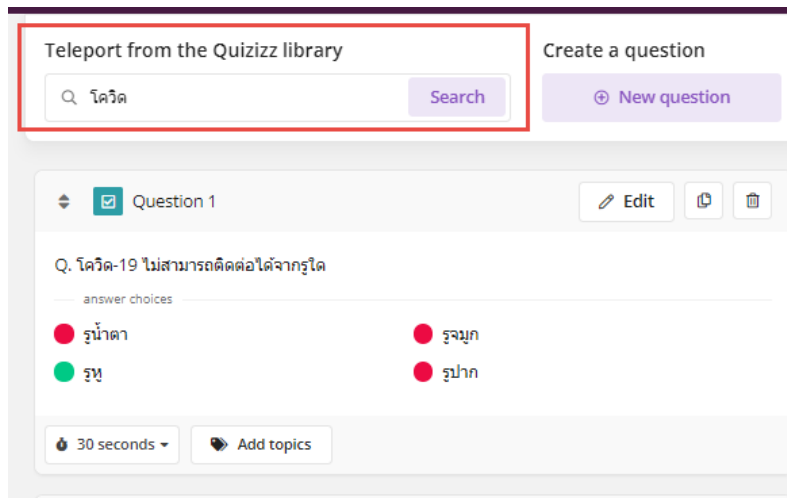 Teleport from the Quizizz library
โควิด
Search
Create a question
New question
Question 1
Edit
Q. โควิด-19 ไม่สามารถติดต่อได้จากรูใด
answer choices
รูน้ำตา
รูจมูก
รูหู
รูปาก
30 seconds
Add topics